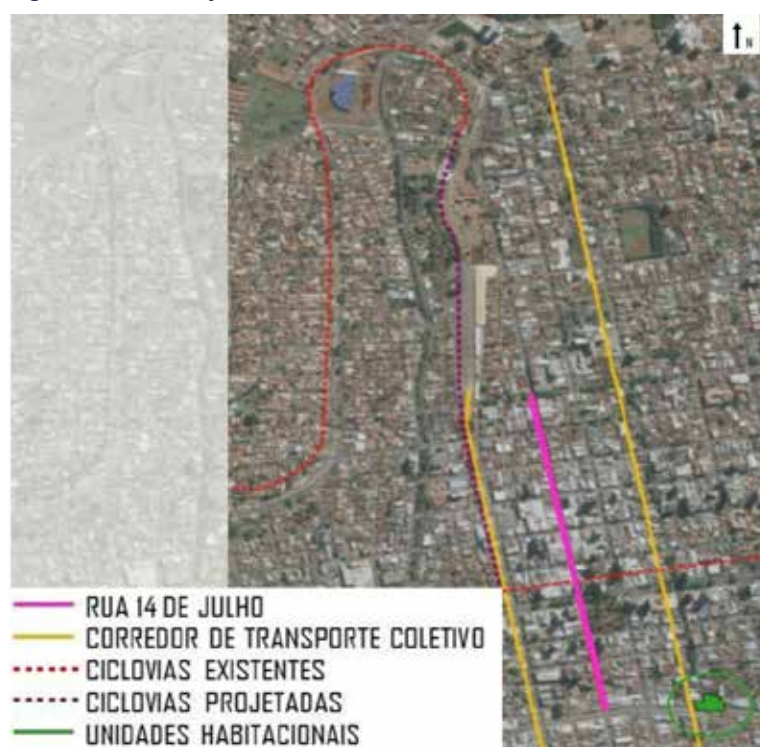 N
RUA 14 DE JULHO
CORREDOR DE TRANSPORTE COLETIVO
CICLOVIAS EXISTENTES
CICLOVIAS PROJETADAS
UNIDADES HABITACIONAIS